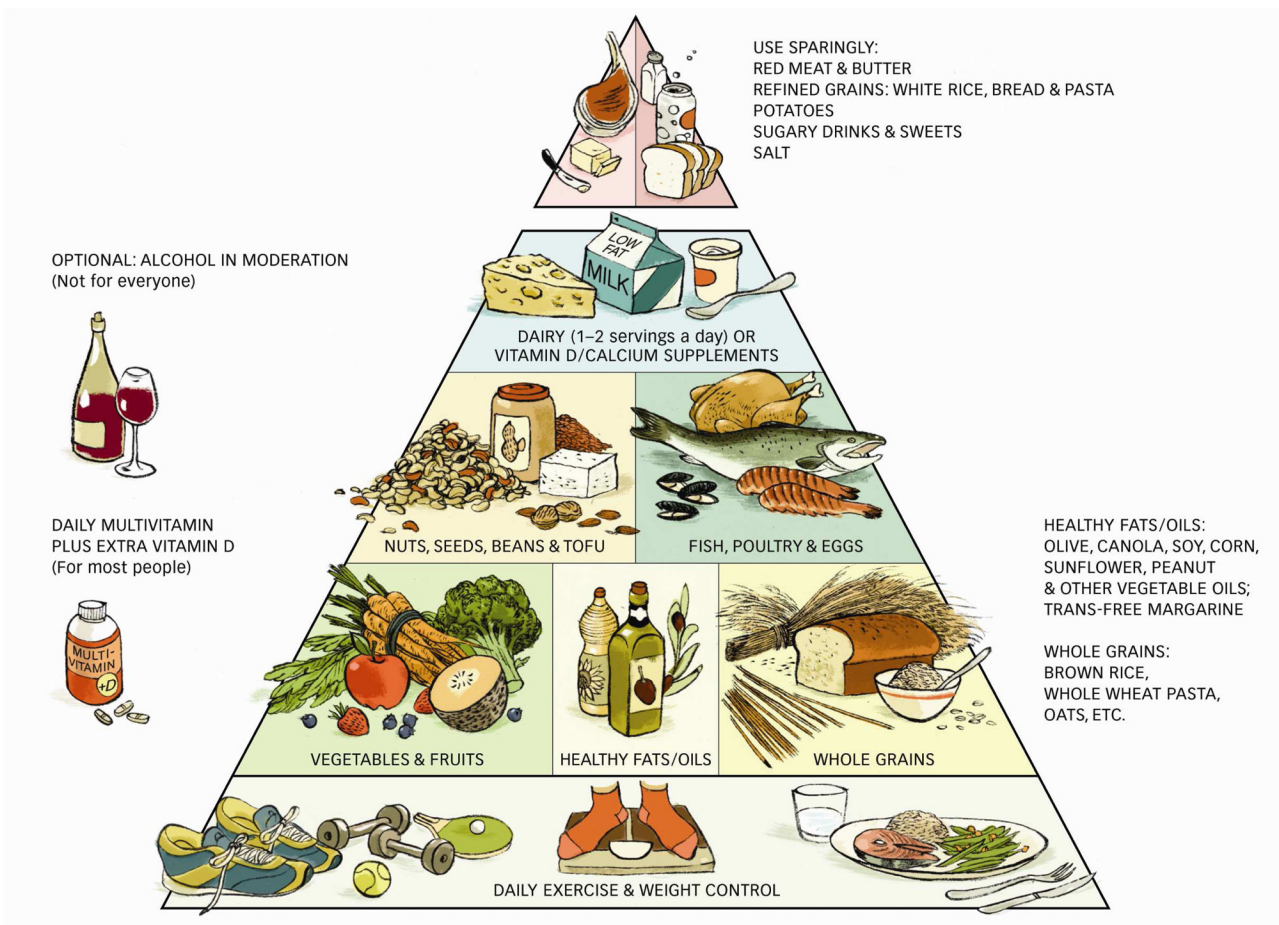 USE SPARINGLY:
RED MEAT & BUTTER
REFINED GRAINS: WHITE RICE, BREAD & PASTA
POTATOES
SUGARY DRINKS & SWEETS
SALT
OPTIONAL: ALCOHOL IN MODERATION
(Not for everyone)
LOW
FAT
MILK
DAIRY (1–2 servings a day) OR
VITAMIN D/CALCIUM SUPPLEMENTS
DAILY MULTIVITAMIN
PLUS EXTRA VITAMIN D
(For most people)
MULTI-
VITAMIN
+D
NUTS, SEEDS, BEANS & TOFU
FISH, POULTRY & EGGS
HEALTHY FATS/OILS:
OLIVE, CANOLA, SOY, CORN,
SUNFLOWER, PEANUT
& OTHER VEGETABLE OILS;
TRANS-FREE MARGARINE
WHOLE GRAINS:
BROWN RICE,
WHOLE WHEAT PASTA,
OATS, ETC.
VEGETABLES & FRUITS
HEALTHY FATS/OILS
WHOLE GRAINS
DAILY EXERCISE & WEIGHT CONTROL